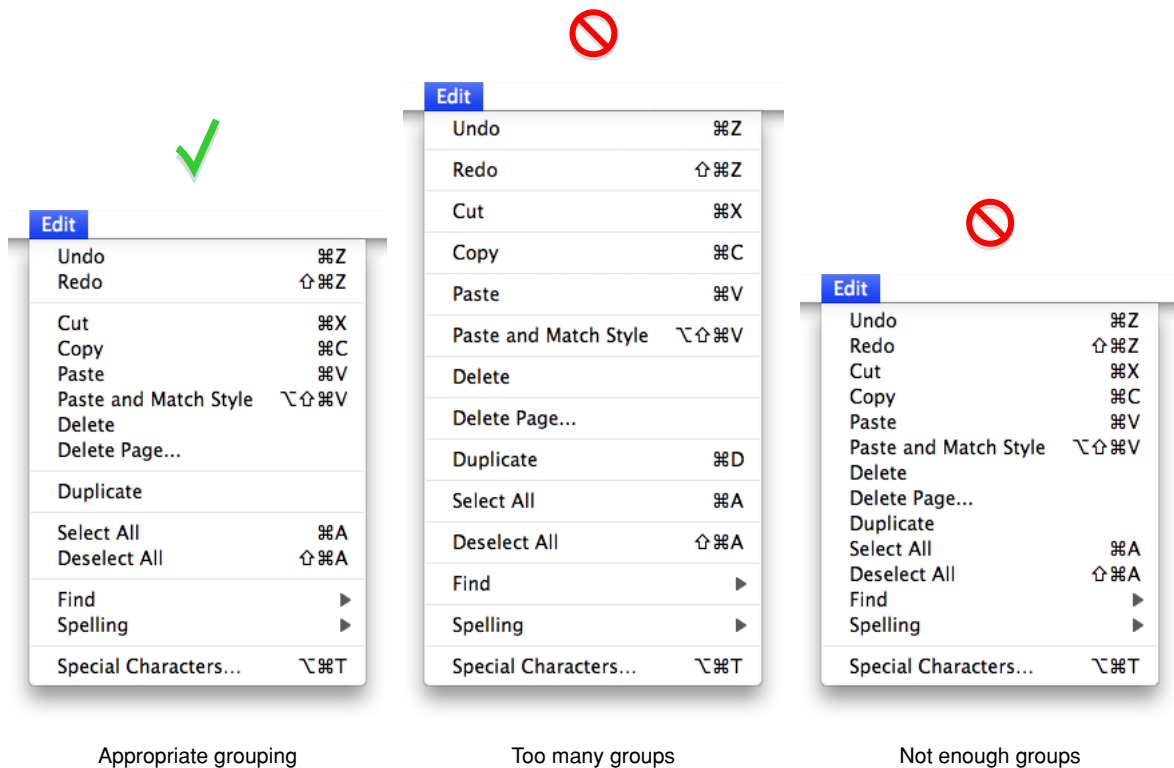 Edit
Undo ⌘Z
Redo ⇧⌘Z
Cut ⌘X
Copy ⌘C
Paste ⌘V
Paste and Match Style ⌥⇧⌘V
Delete
Delete Page...
Duplicate
Select All ⌘A
Deselect All ⇧⌘A
Find ▶
Spelling ▶
Special Characters... ⌥⌘T
Appropriate grouping
Edit
Undo ⌘Z
Redo ⇧⌘Z
Cut ⌘X
Copy ⌘C
Paste ⌘V
Paste and Match Style ⌥⇧⌘V
Delete
Delete Page...
Duplicate ⌘D
Select All ⌘A
Deselect All ⇧⌘A
Find ▶
Spelling ▶
Special Characters... ⌥⌘T
Too many groups
Edit
Undo ⌘Z
Redo ⇧⌘Z
Cut ⌘X
Copy ⌘C
Paste ⌘V
Paste and Match Style ⌥⇧⌘V
Delete
Delete Page...
Duplicate
Select All ⌘A
Deselect All ⇧⌘A
Find ▶
Spelling ▶
Special Characters... ⌥⌘T
Not enough groups